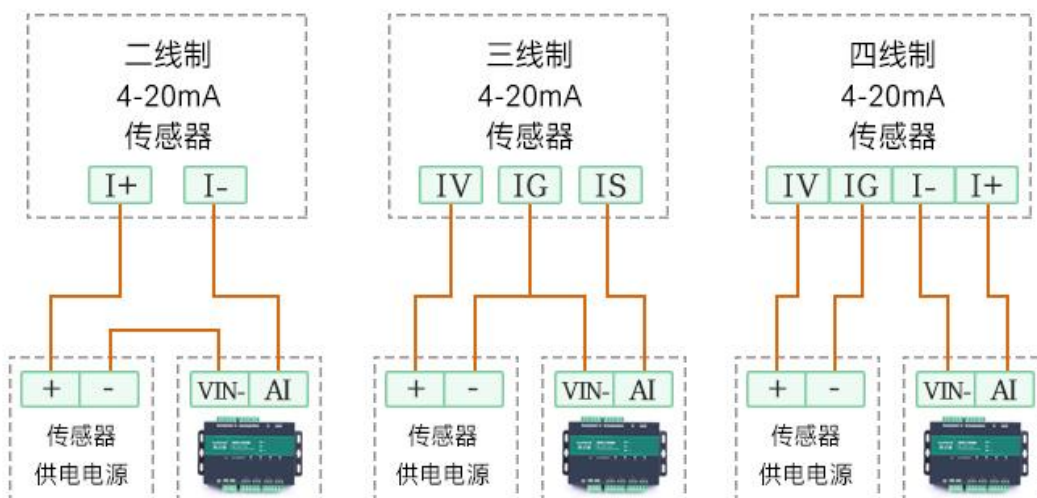 二线制
4-20mA
传感器
I+ I-
+ - VIN- AI
传感器
供电电源
三线制
4-20mA
传感器
IV IG IS
+ - VIN- AI
传感器
供电电源
四线制
4-20mA
传感器
IV IG I- I+
+ - VIN- AI
传感器
供电电源